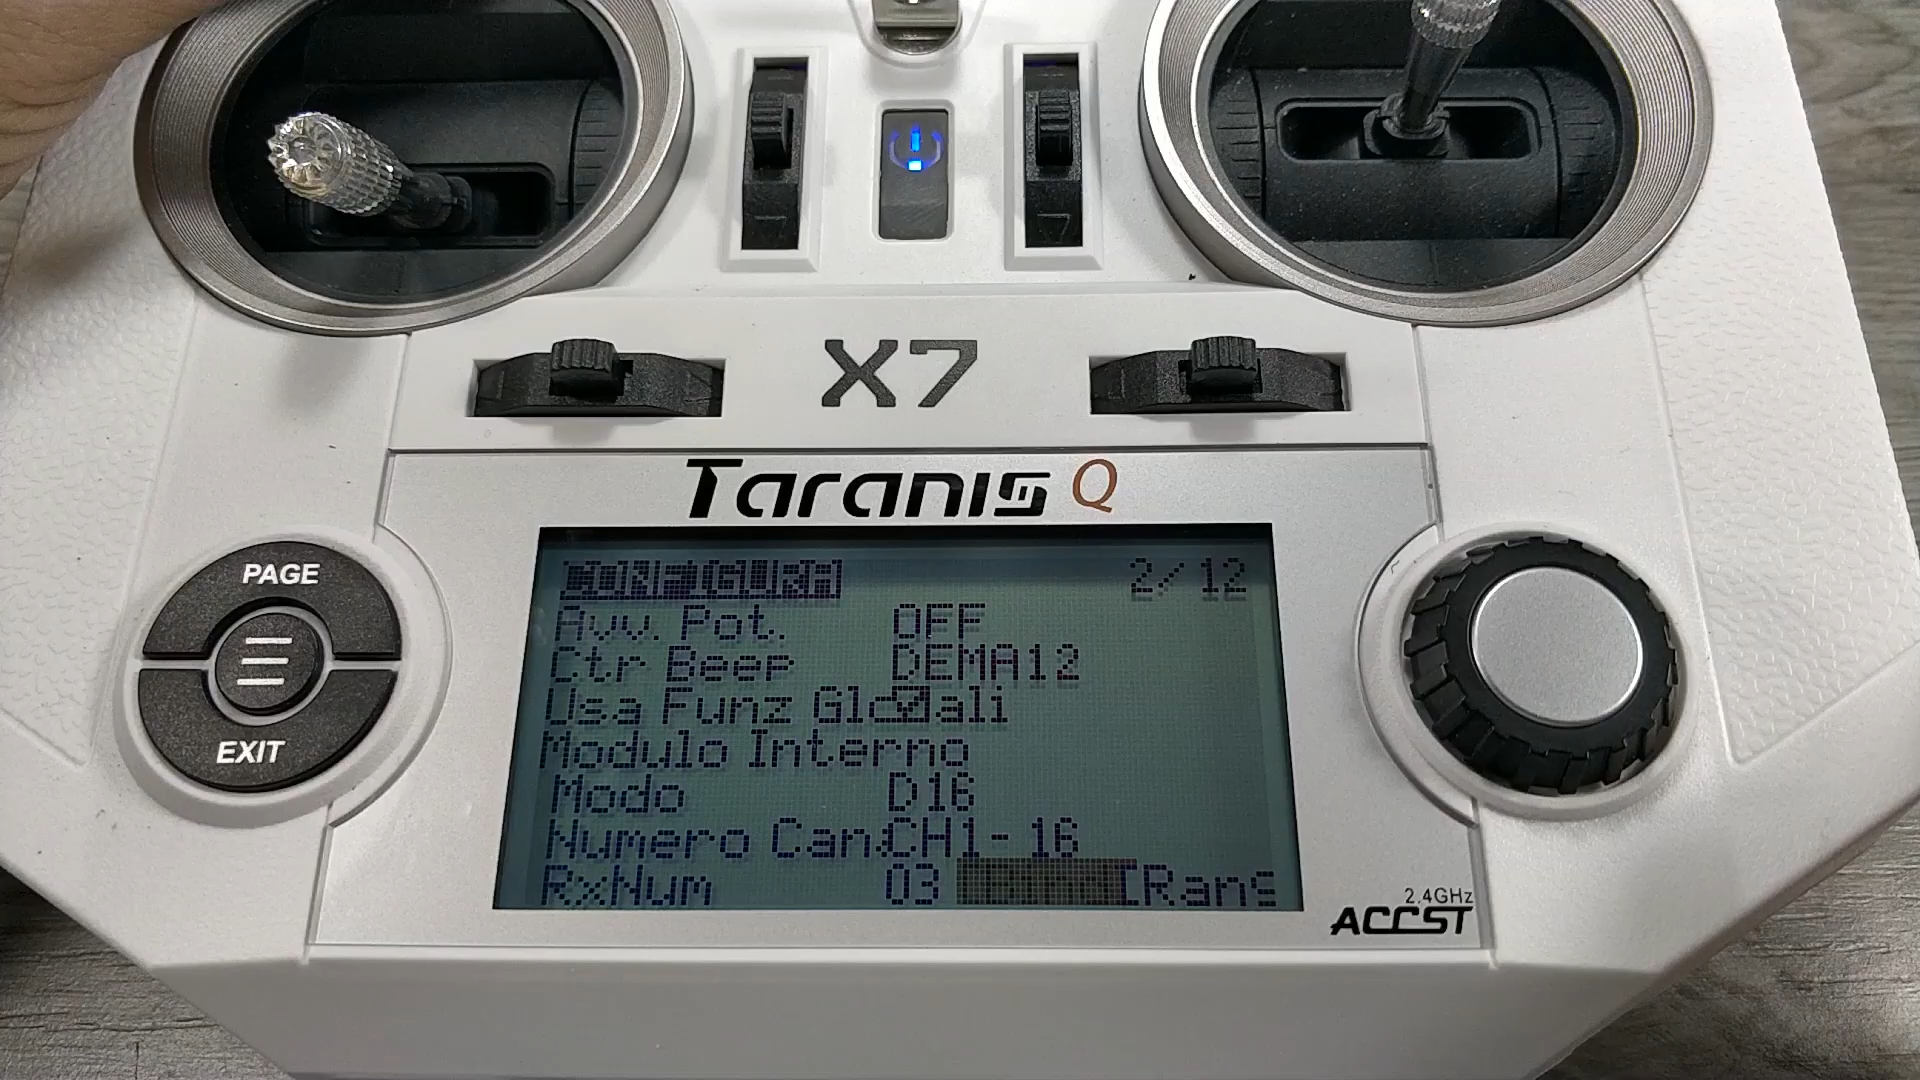 X7
Taranis Q
PAGE
EXIT
2/12
Avv. Pot. OFF
Ctr Beep DEMA12
Usa Funz Globali
Modulo Interno
Modo D16
Numero Can. CH1-16
RxNum 03 [Rang
2.4GHz
ACCST